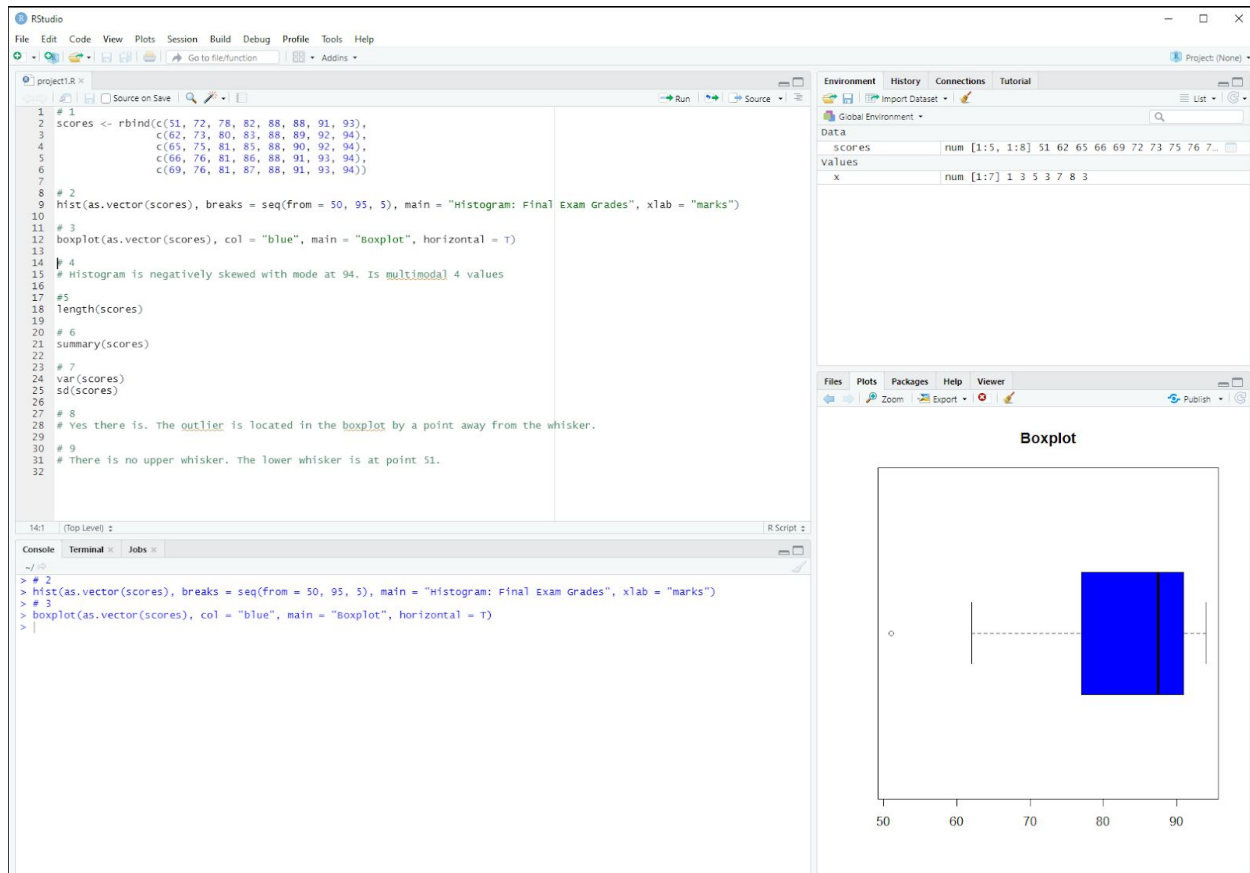 RStudio
File Edit Code View Plots Session Build Debug Profile Tools Help
Go to file/function Addins Project: (None)
project1.R
Source on Save Run Source
1 # 1
2 scores <- rbind(c(51, 72, 78, 82, 88, 88, 91, 93),
3 c(62, 73, 80, 83, 88, 89, 92, 94),
4 c(65, 75, 81, 85, 88, 90, 92, 94),
5 c(66, 76, 81, 86, 88, 91, 93, 94),
6 c(69, 76, 81, 87, 88, 91, 93, 94))
7
8 # 2
9 hist(as.vector(scores), breaks = seq(from = 50, 95, 5), main = "Histogram: Final Exam Grades", xlab = "marks")
10
11 # 3
12 boxplot(as.vector(scores), col = "blue", main = "Boxplot", horizontal = T)
13
14 # 4
15 # Histogram is negatively skewed with mode at 94. Is multimodal 4 values
16
17 #5
18 length(scores)
19
20 # 6
21 summary(scores)
22
23 # 7
24 var(scores)
25 sd(scores)
26
27 # 8
28 # Yes there is. The outlier is located in the boxplot by a point away from the whisker.
29
30 # 9
31 # There is no upper whisker. The lower whisker is at point 51.
32
14:1 (Top Level) R Script
Console Terminal Jobs
~/
> # 2
> hist(as.vector(scores), breaks = seq(from = 50, 95, 5), main = "Histogram: Final Exam Grades", xlab = "marks")
> # 3
> boxplot(as.vector(scores), col = "blue", main = "Boxplot", horizontal = T)
>
Environment History Connections Tutorial
Import Dataset List
Global Environment
Data
scores num [1:5, 1:8] 51 62 65 66 69 72 73 75 76 7…
Values
x num [1:7] 1 3 5 3 7 8 3
Files Plots Packages Help Viewer
Zoom Export Publish
Boxplot
50 60 70 80 90